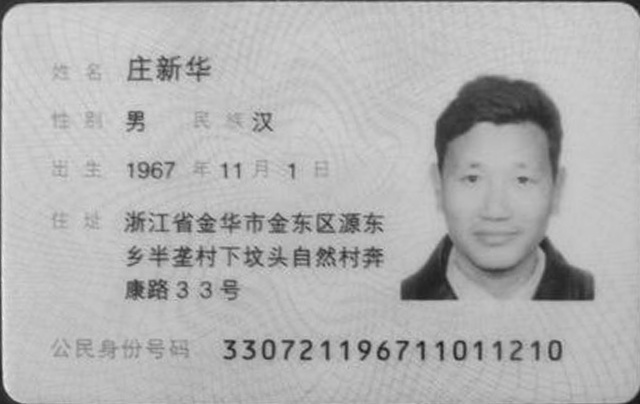 姓名 庄新华
性别 男 民族 汉
出生 1967 年 11 月 1 日
住址 浙江省金华市金东区源东
乡半垄村下坟头自然村奔
康路33号
公民身份号码 330721196711011210